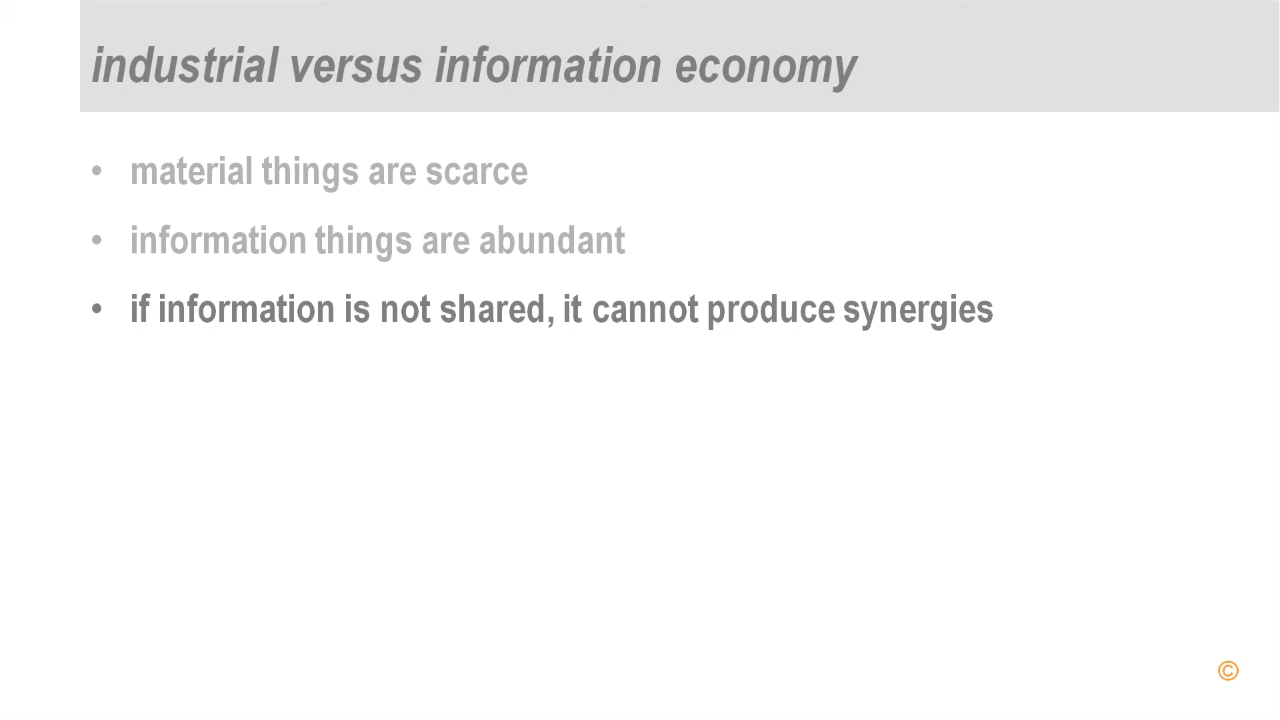 industrial versus information economy
• material things are scarce
• information things are abundant
• if information is not shared, it cannot produce synergies
©